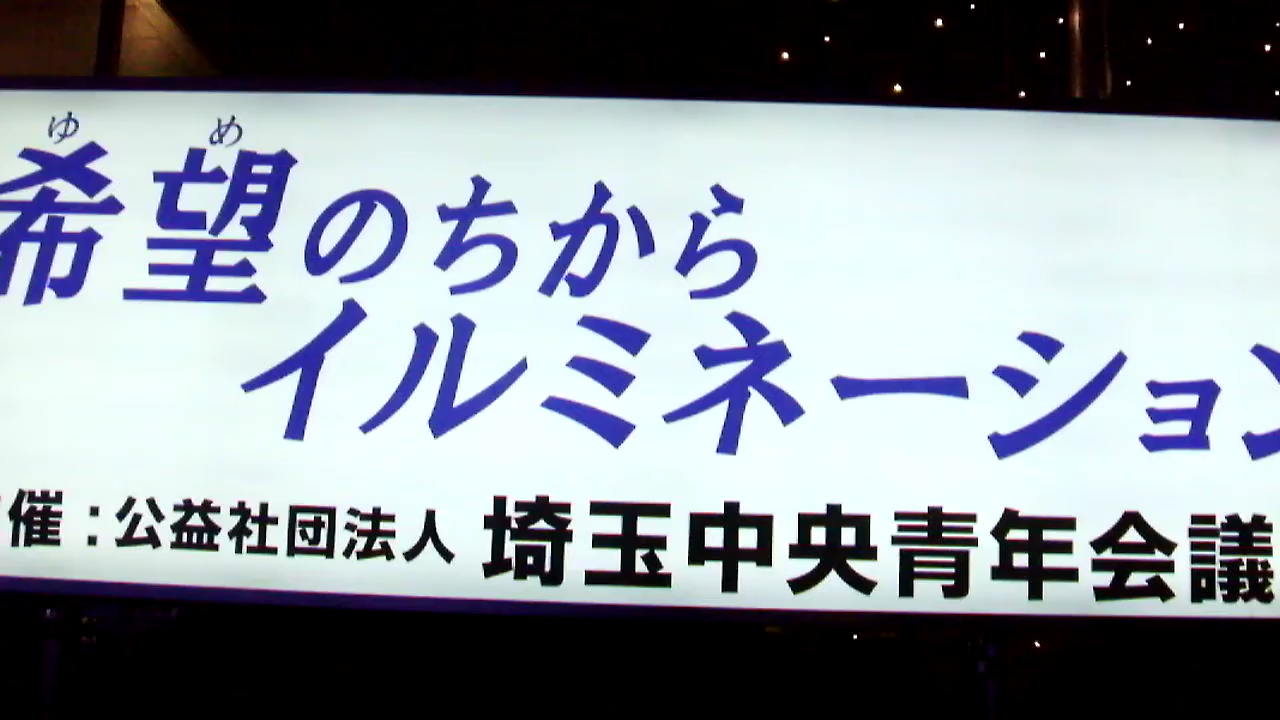 ゆめ
希望のちから
イルミネーション
催：公益社団法人 埼玉中央青年会議